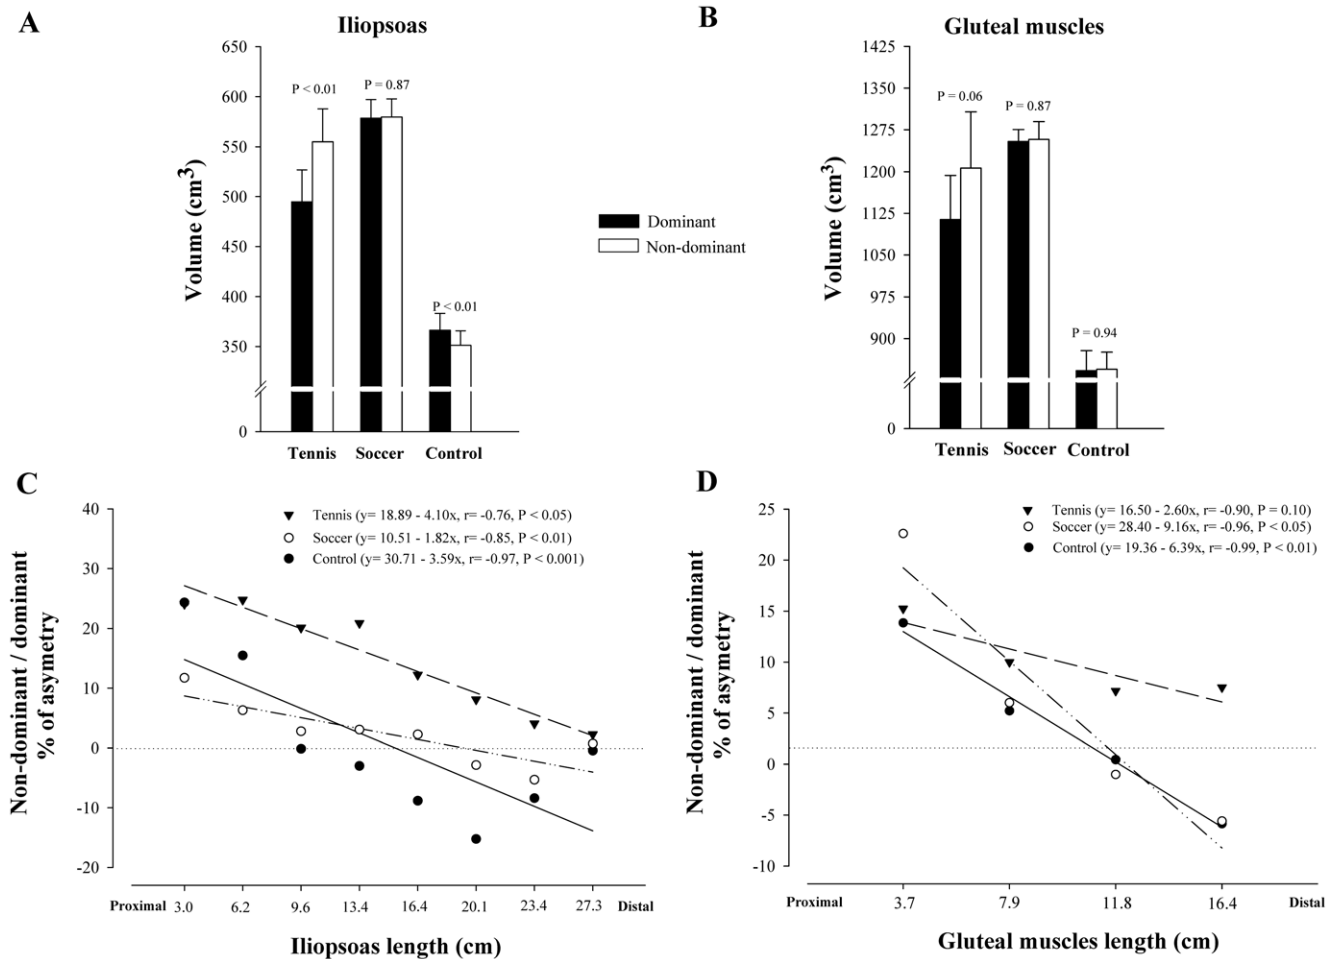 A
Iliopsoas
650
600
550
500
450
400
350
0
Volume (cm3)
P < 0.01
P = 0.87
P < 0.01
Tennis
Soccer
Control
Dominant
Non-dominant
B
Gluteal muscles
1425
1350
1275
1200
1125
1050
975
900
0
Volume (cm3)
P = 0.06
P = 0.87
P = 0.94
Tennis
Soccer
Control
C
40
30
20
10
0
-10
-20
Non-dominant / dominant
% of asymetry
Tennis (y= 18.89 - 4.10x, r= -0.76, P < 0.05)
Soccer (y= 10.51 - 1.82x, r= -0.85, P < 0.01)
Control (y= 30.71 - 3.59x, r= -0.97, P < 0.001)
Proximal 3.0 6.2 9.6 13.4 16.4 20.1 23.4 27.3 Distal
Iliopsoas length (cm)
D
25
20
15
10
5
0
-5
-10
Non-dominant / dominant
% of asymetry
Tennis (y= 16.50 - 2.60x, r= -0.90, P = 0.10)
Soccer (y= 28.40 - 9.16x, r= -0.96, P < 0.05)
Control (y= 19.36 - 6.39x, r= -0.99, P < 0.01)
Proximal 3.7 7.9 11.8 16.4 Distal
Gluteal muscles length (cm)